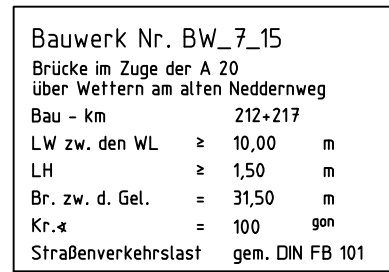 Bauwerk Nr. BW_7_15
Brücke im Zuge der A 20
über Wettern am alten Neddernweg
Bau - km 212+217
LW zw. den WL ≥ 10,00 m
LH ≥ 1,50 m
Br. zw. d. Gel. = 31,50 m
Kr.∢ = 100 gon
Straßenverkehrslast gem. DIN FB 101